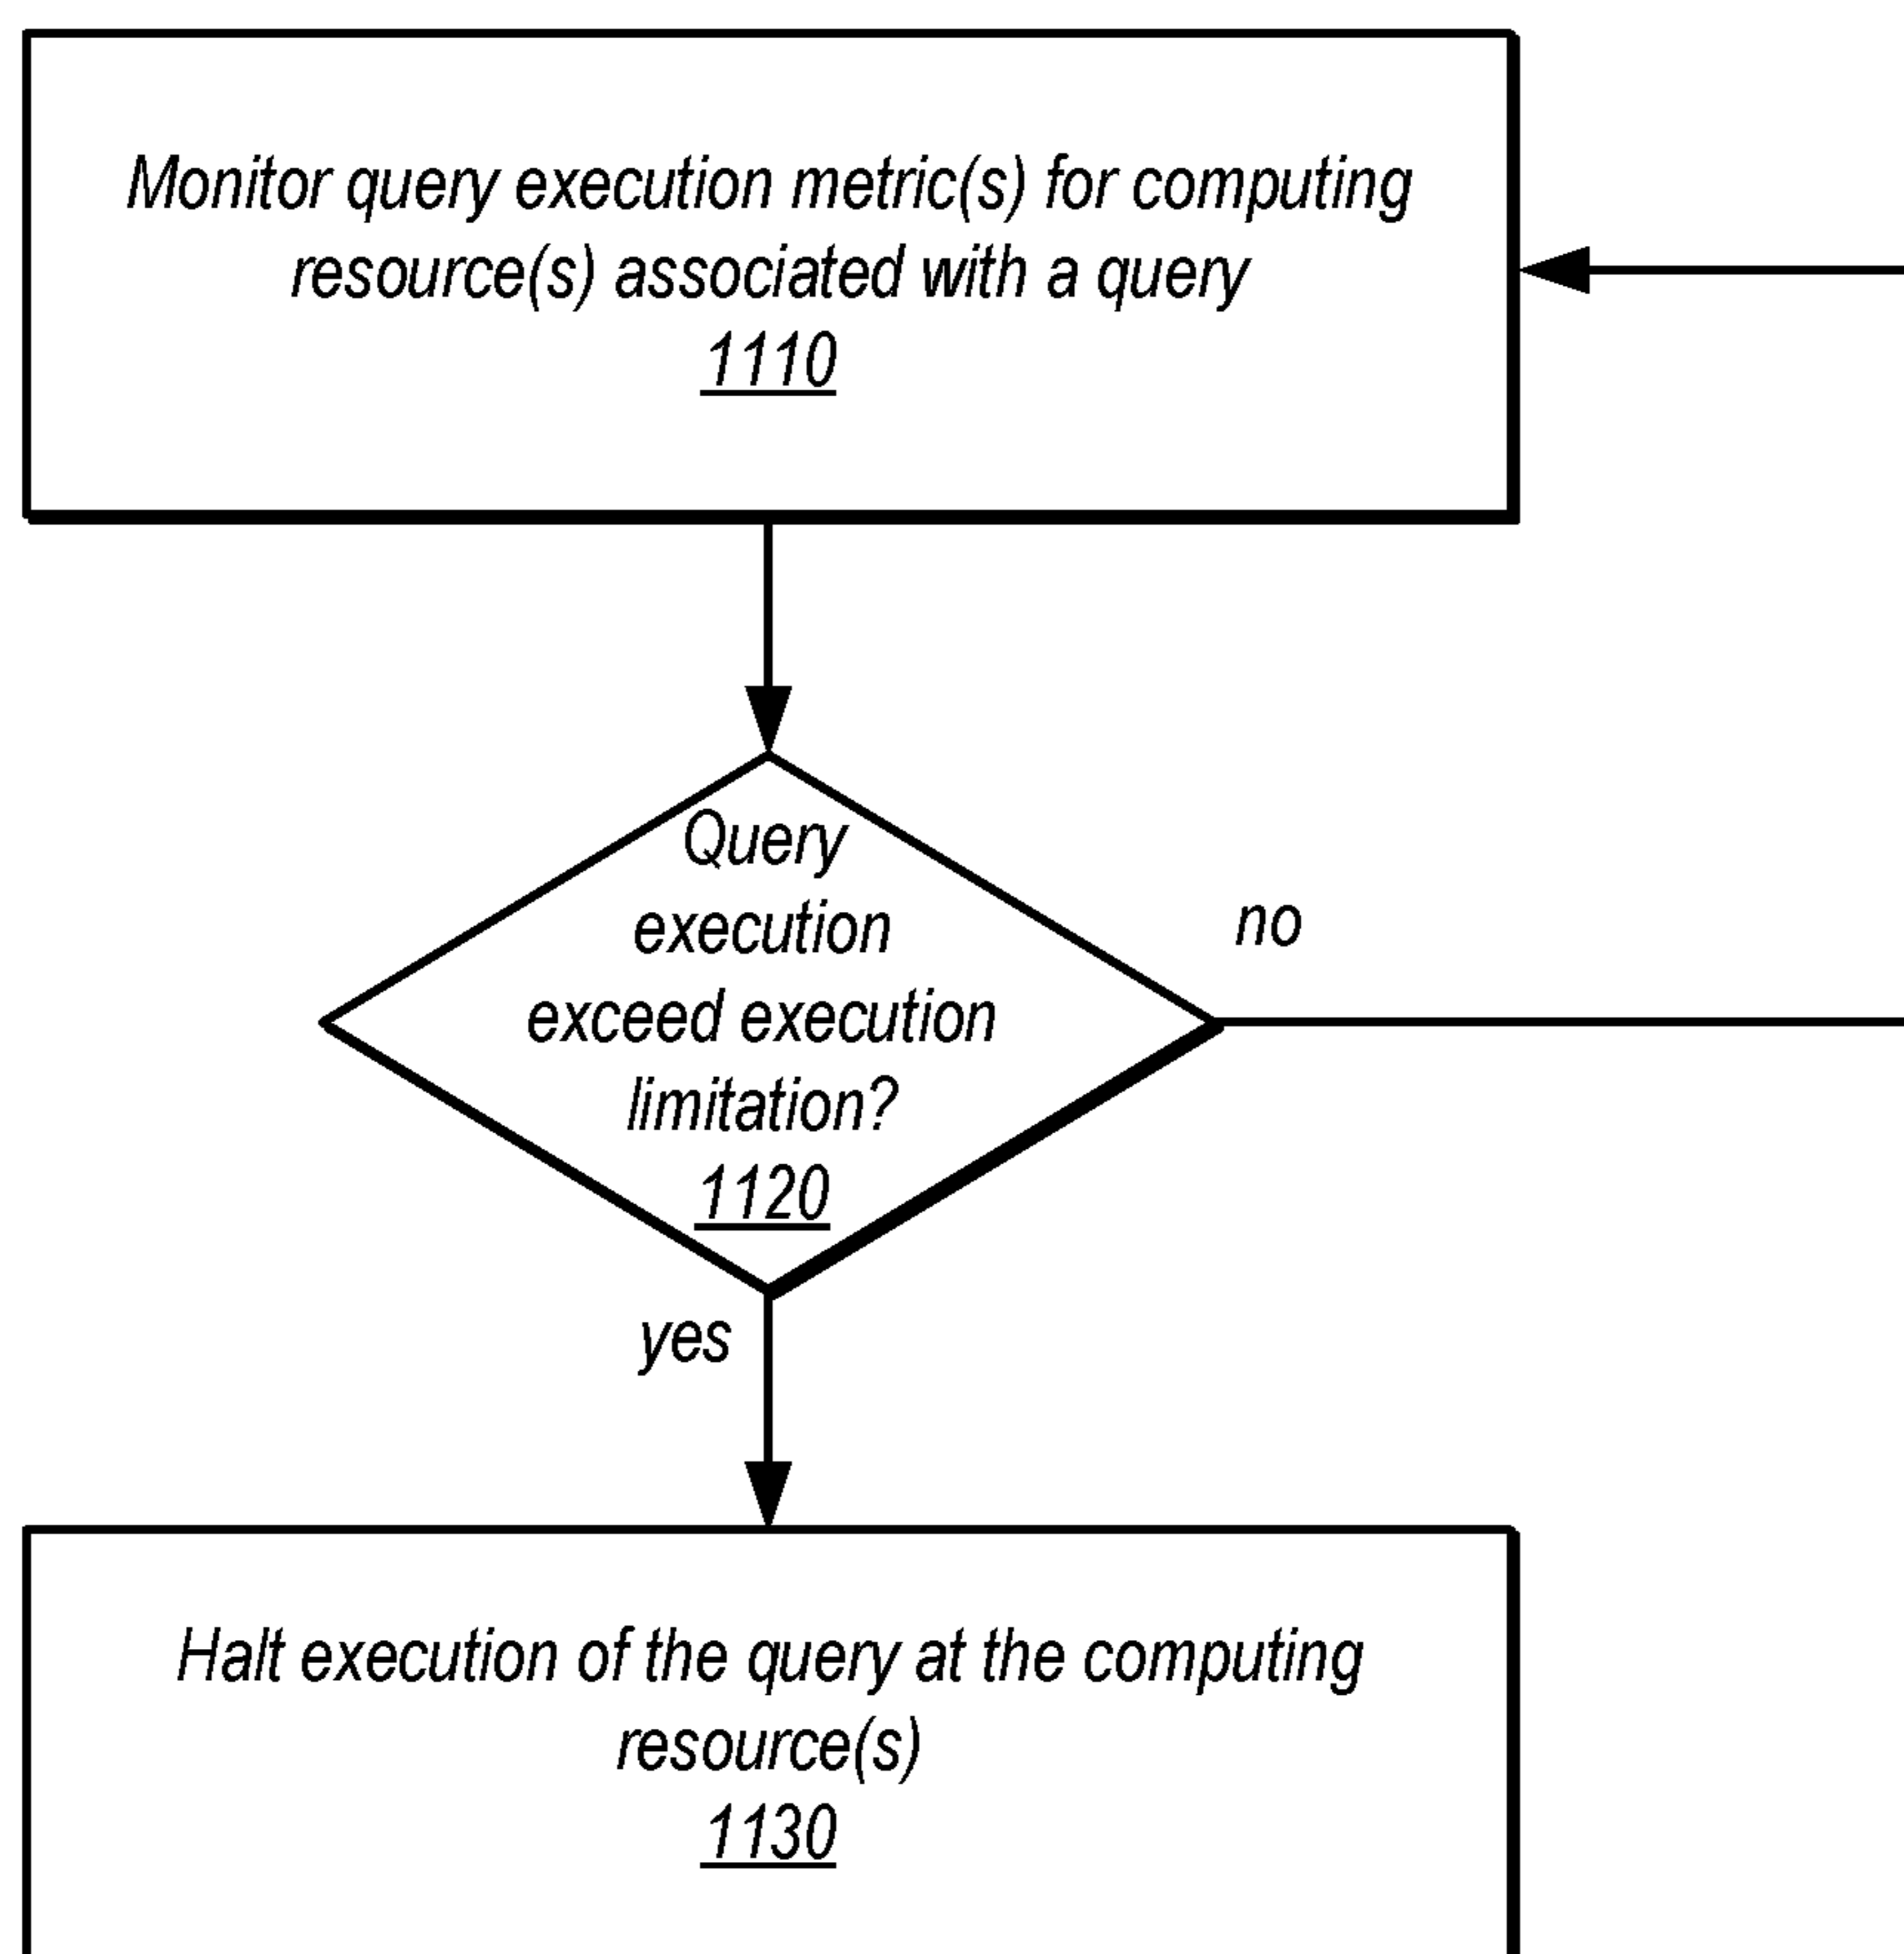 Monitor query execution metric(s) for computing
resource(s) associated with a query
1110
Query
execution
exceed execution
limitation?
1120
no
yes
Halt execution of the query at the computing
resource(s)
1130